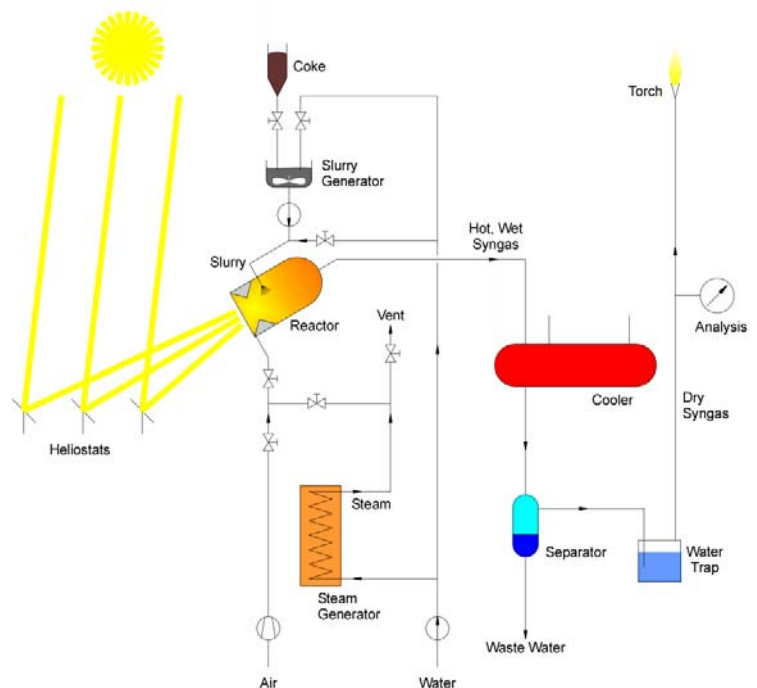 Coke
Torch
Slurry
Generator
Hot, Wet
Syngas
Slurry
Reactor
Vent
Analysis
Cooler
Dry
Syngas
Heliostats
Steam
Separator
Water
Trap
Steam
Generator
Waste Water
Air
Water